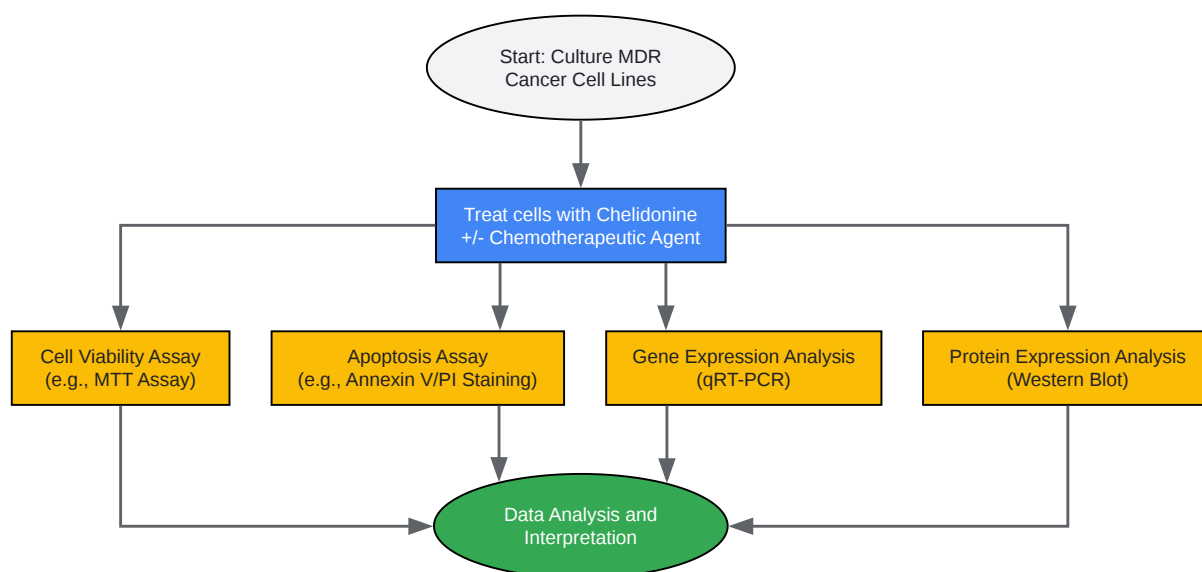 Start: Culture MDR
Cancer Cell Lines
Treat cells with Chelidonine
+/- Chemotherapeutic Agent
Cell Viability Assay
(e.g., MTT Assay)
Apoptosis Assay
(e.g., Annexin V/PI Staining)
Gene Expression Analysis
(qRT-PCR)
Protein Expression Analysis
(Western Blot)
Data Analysis and
Interpretation